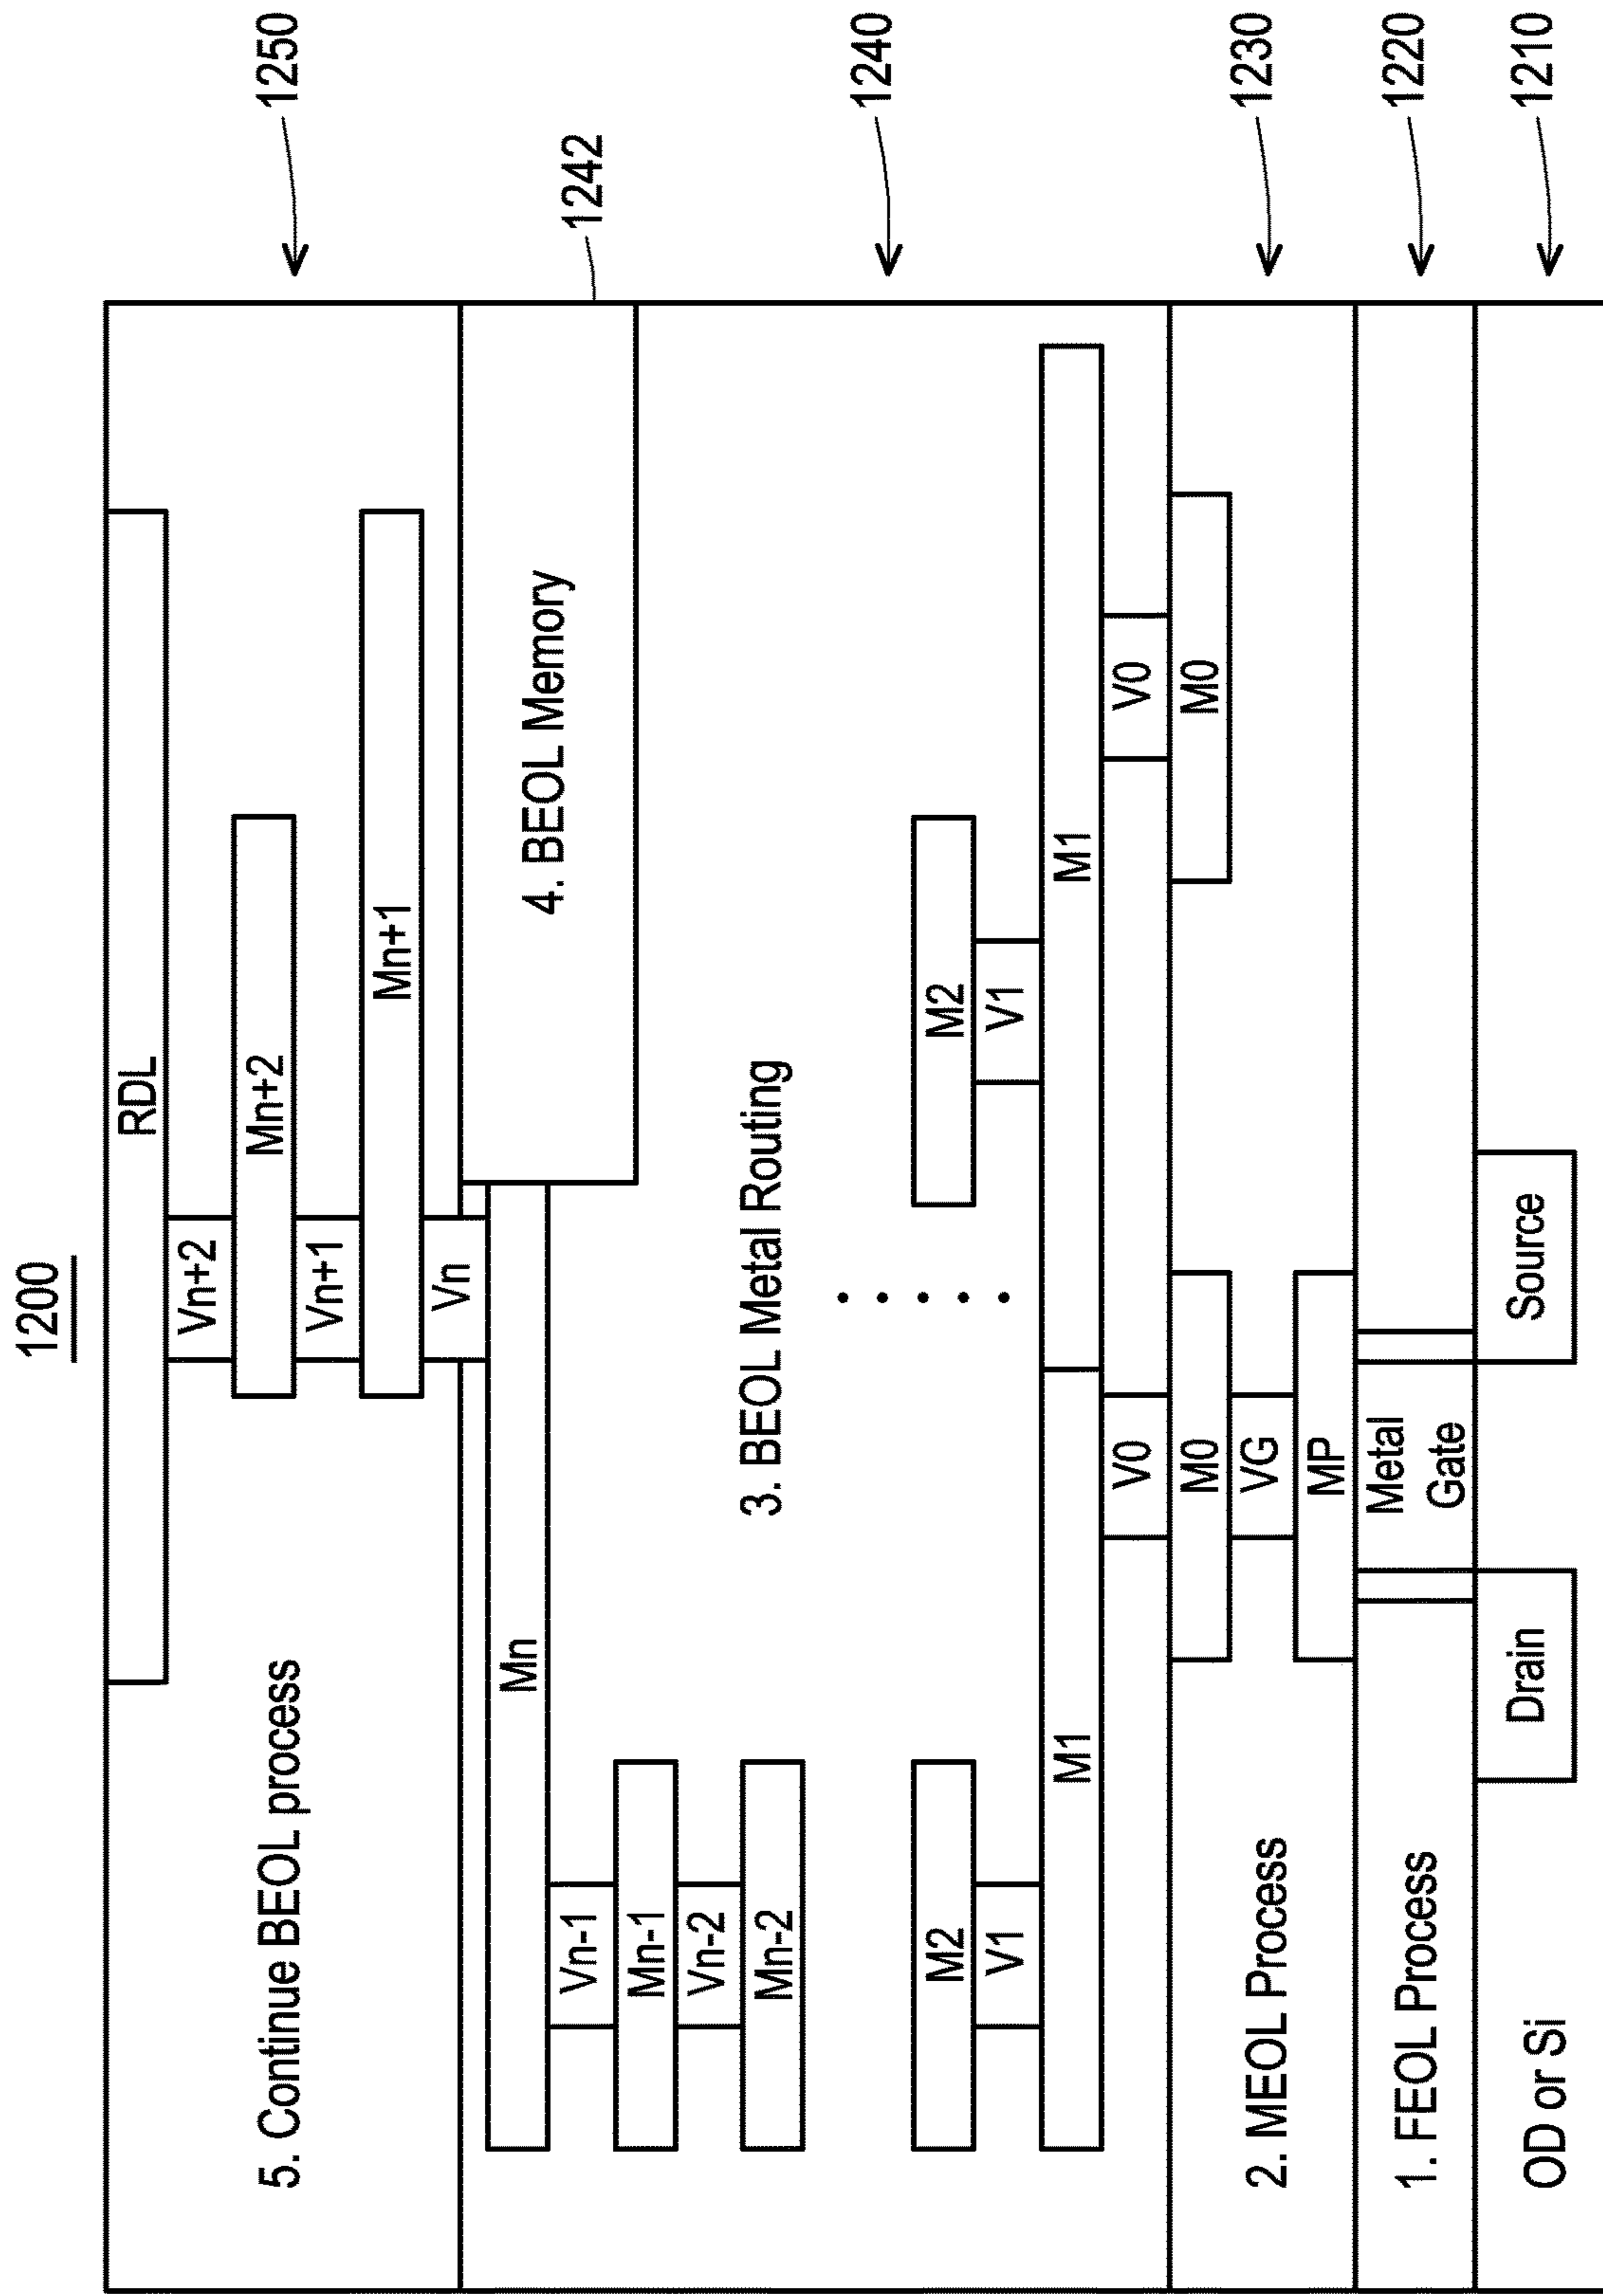 1200
RDL
Vn+2
5. Continue BEOL process
Mn+2
1250
Vn+1
Mn+1
Vn
Mn
4. BEOL Memory
1242
Vn-1
Mn-1
Vn-2
Mn-2
3. BEOL Metal Routing
1240
M2
M2
V1
V1
M1
M1
V0
V0
M0
M0
2. MEOL Process
VG
1230
MP
1. FEOL Process
Metal
Gate
1220
OD or Si
Drain
Source
1210